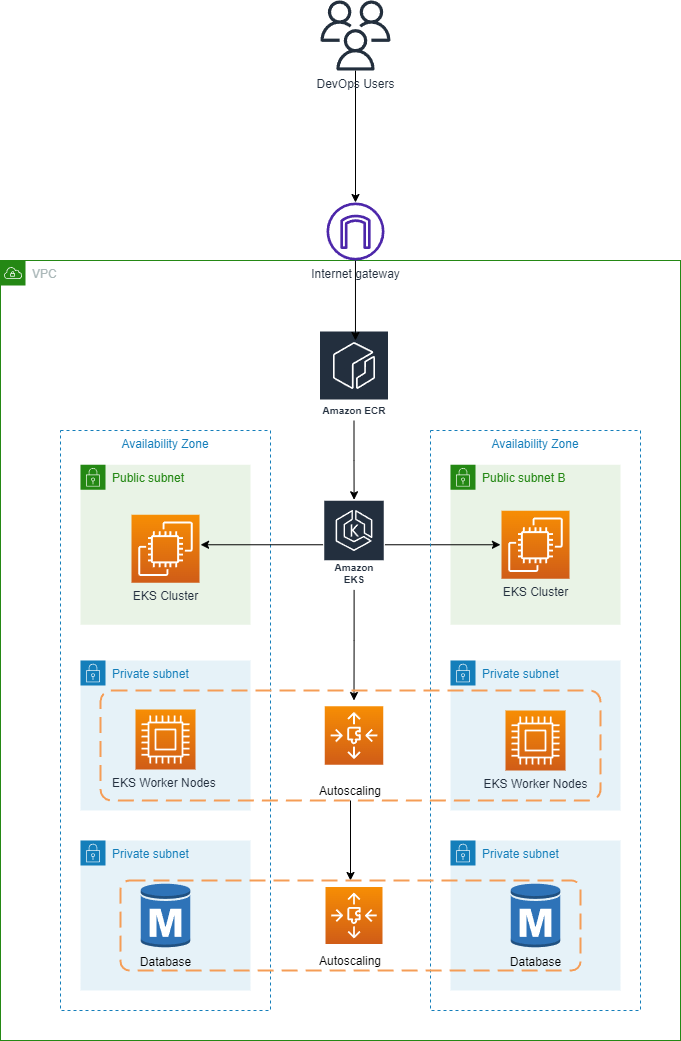 DevOps Users
VPC
Internet gateway
Amazon ECR
Availability Zone
Availability Zone
Public subnet
Public subnet B
K
Amazon
EKS
EKS Cluster
EKS Cluster
Private subnet
Private subnet
EKS Worker Nodes
Autoscaling
EKS Worker Nodes
Private subnet
Private subnet
M
M
Database
Autoscaling
Database